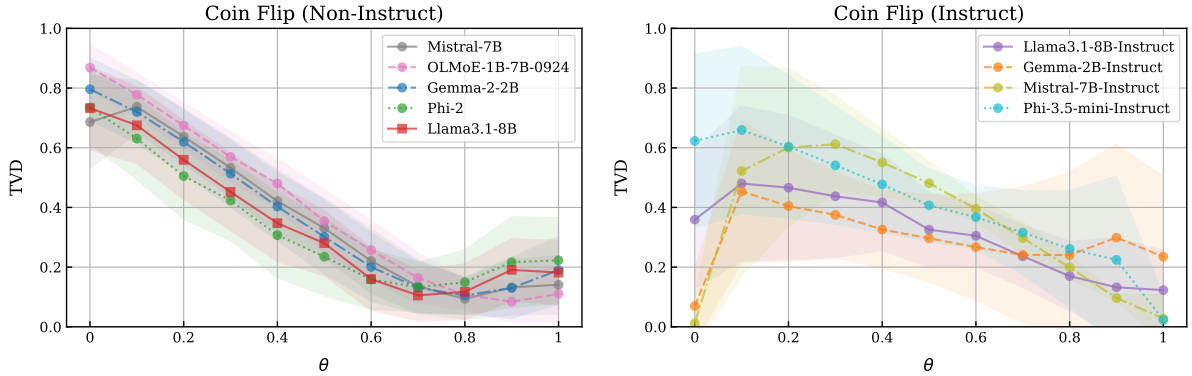 Coin Flip (Non-Instruct)
TVD
1.0
0.8
0.6
0.4
0.2
0.0
Mistral-7B
OLMoE-1B-7B-0924
Gemma-2-2B
Phi-2
Llama3.1-8B
0
0.2
0.4
0.6
0.8
1
θ
Coin Flip (Instruct)
TVD
1.0
0.8
0.6
0.4
0.2
0.0
Llama3.1-8B-Instruct
Gemma-2B-Instruct
Mistral-7B-Instruct
Phi-3.5-mini-Instruct
0
0.2
0.4
0.6
0.8
1
θ